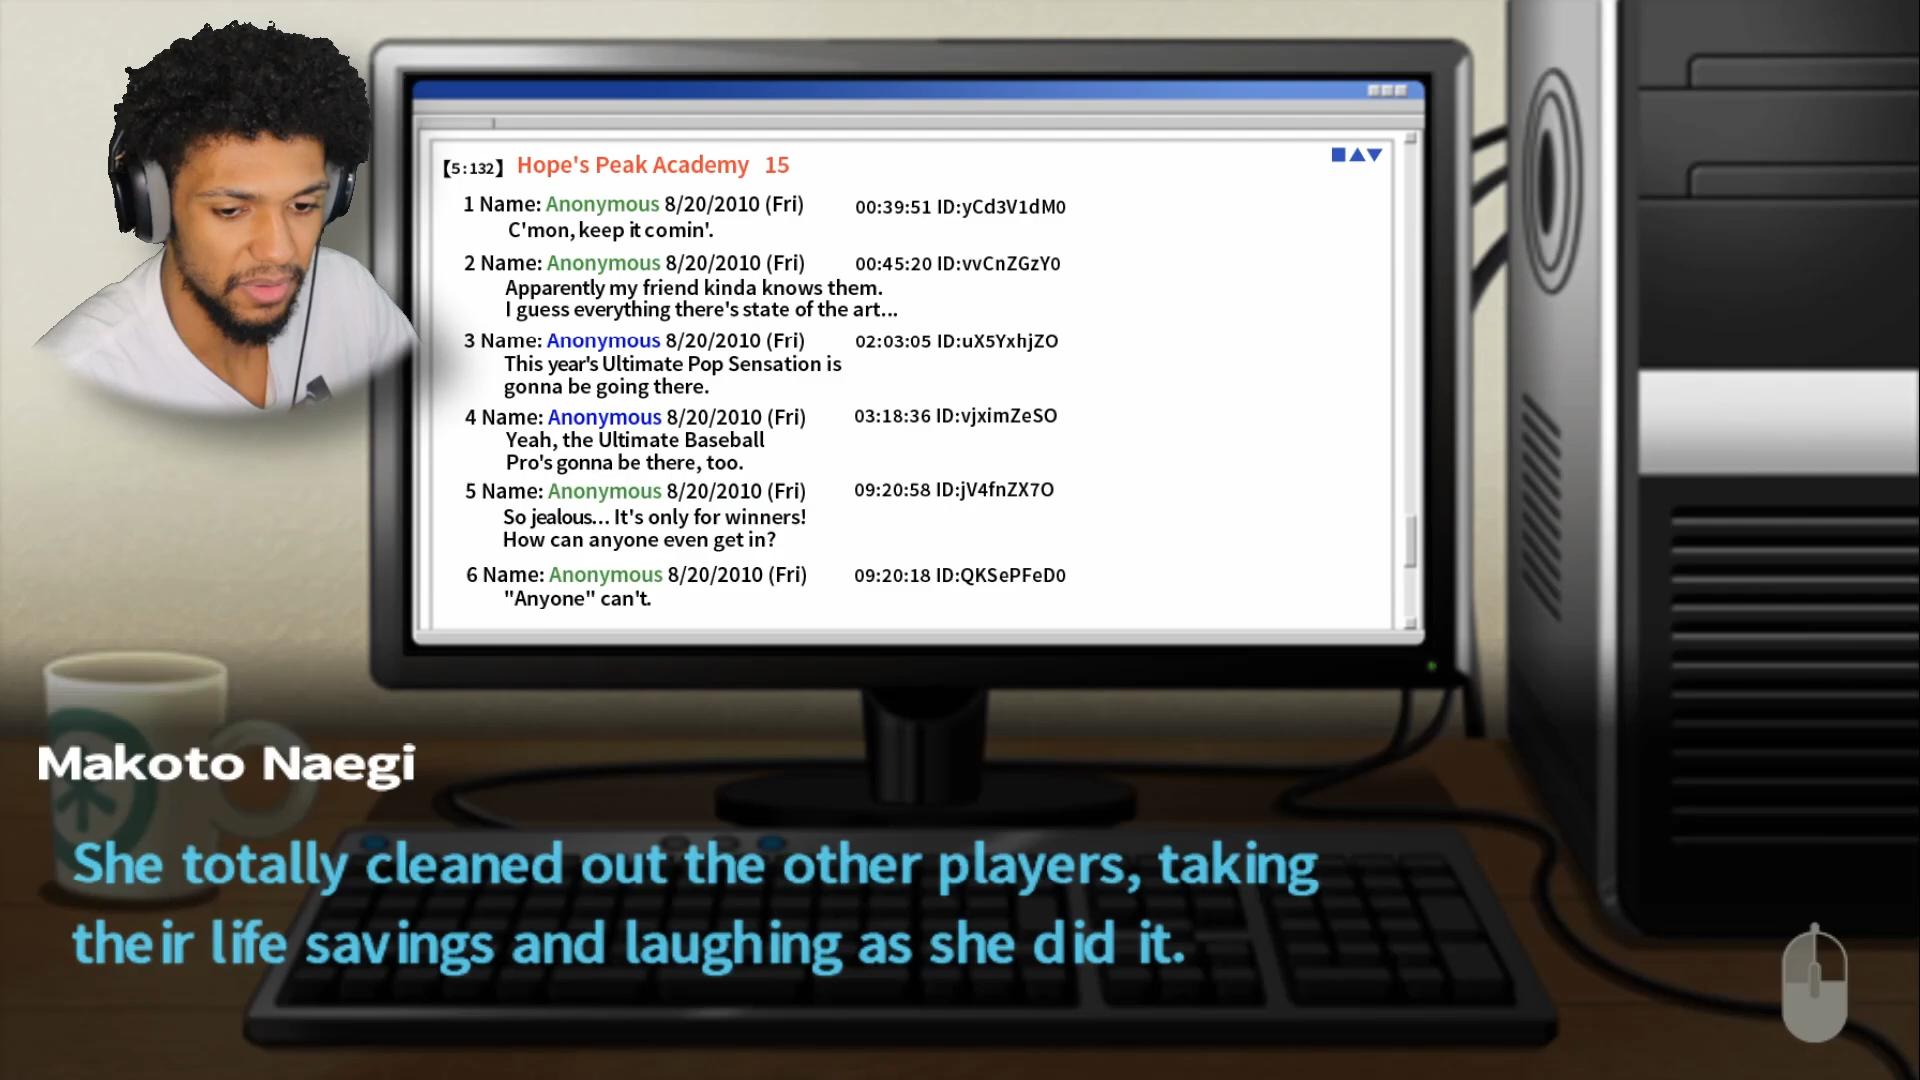 【5:132】 Hope's Peak Academy 15
1 Name: Anonymous 8/20/2010 (Fri) 00:39:51 ID:yCd3V1dM0
C'mon, keep it comin'.
2 Name: Anonymous 8/20/2010 (Fri) 00:45:20 ID:vvCnZGzY0
Apparently my friend kinda knows them.
I guess everything there's state of the art...
3 Name: Anonymous 8/20/2010 (Fri) 02:03:05 ID:uX5YxhjZO
This year's Ultimate Pop Sensation is
gonna be going there.
4 Name: Anonymous 8/20/2010 (Fri) 03:18:36 ID:vjximZeSO
Yeah, the Ultimate Baseball
Pro's gonna be there, too.
5 Name: Anonymous 8/20/2010 (Fri) 09:20:58 ID:jV4fnZX7O
So jealous... It's only for winners!
How can anyone even get in?
6 Name: Anonymous 8/20/2010 (Fri) 09:20:18 ID:QKSePFeD0
"Anyone" can't.
Makoto Naegi
She totally cleaned out the other players, taking
their life savings and laughing as she did it.